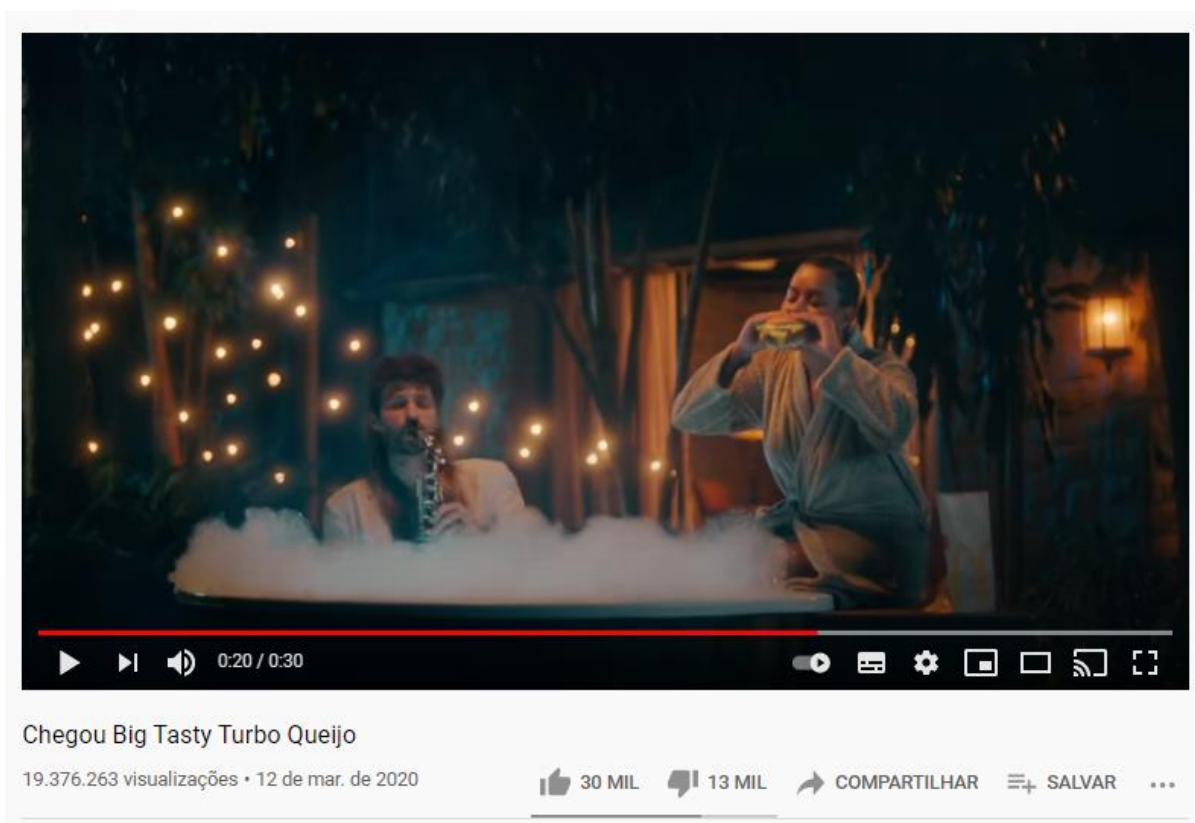 0:20 / 0:30
Chegou Big Tasty Turbo Queijo
19.376.263 visualizações • 12 de mar. de 2020
30 MIL 13 MIL COMPARTILHAR SALVAR